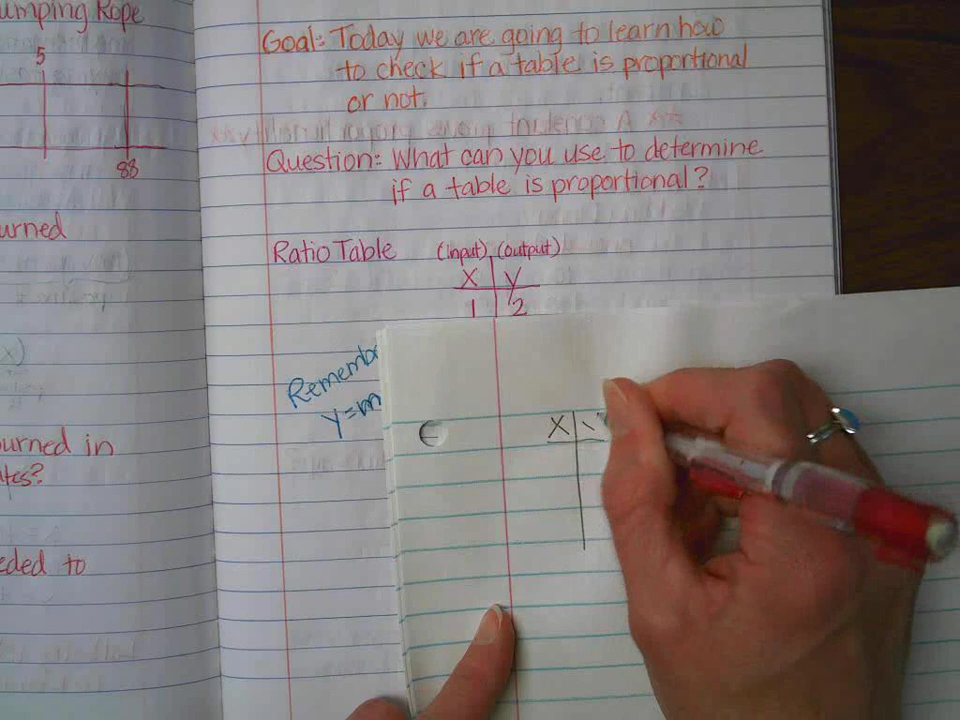 umping Rope
5
88
urned
urned in
tes?
eded to
Goal: Today we are going to learn how
to check if a table is proportional
or not.
Question: What can you use to determine
if a table is proportional?
Ratio Table (input) (output)
X Y
1 2
Remembe
y=m
X